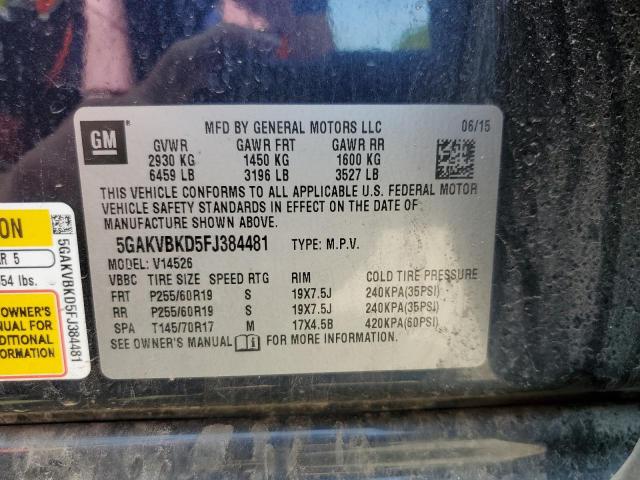 GM
MFD BY GENERAL MOTORS LLC 06/15
GVWR GAWR FRT GAWR RR
2930 KG 1450 KG 1600 KG
6459 LB 3196 LB 3527 LB
THIS VEHICLE CONFORMS TO ALL APPLICABLE U.S. FEDERAL MOTOR
VEHICLE SAFETY STANDARDS IN EFFECT ON THE DATE OF
MANUFACTURE SHOWN ABOVE.
5GAKVBKD5FJ384481 TYPE: M.P.V.
MODEL: V14526
VBBC TIRE SIZE SPEED RTG RIM COLD TIRE PRESSURE
FRT P255/60R19 S 19X7.5J 240KPA(35PSI)
RR P255/60R19 S 19X7.5J 240KPA(35PSI)
SPA T145/70R17 M 17X4.5B 420KPA(60PSI)
SEE OWNER'S MANUAL FOR MORE INFORMATION.
ON
R 5
54 lbs.
OWNER'S
NUAL FOR
DITIONAL
RMATION
5GAKVBKD5FJ384481